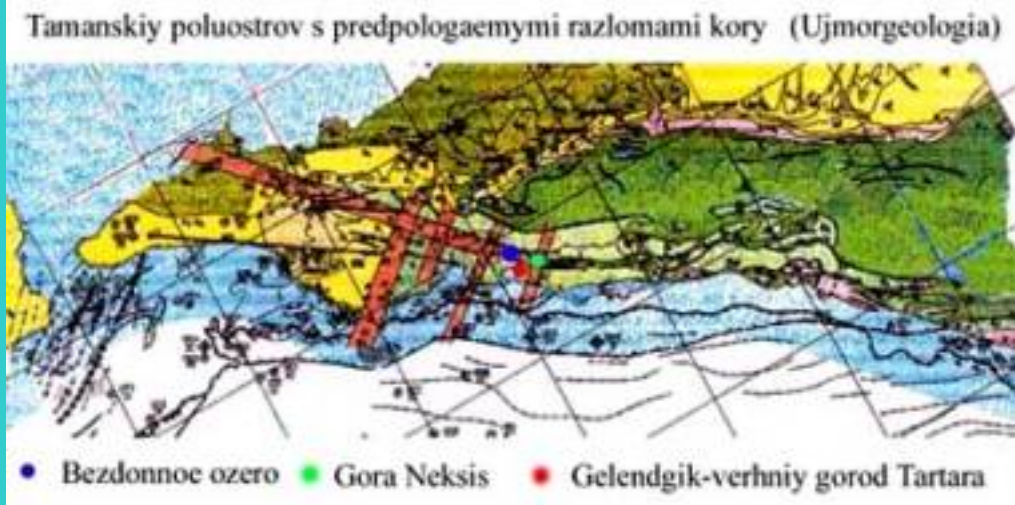 Tamanskiy poluostrov s predpologaemymi razlomami kory (Ujmorgeologia)
Bezdonnoe ozero Gora Neksis Gelendgik-verhniy gorod Tartara